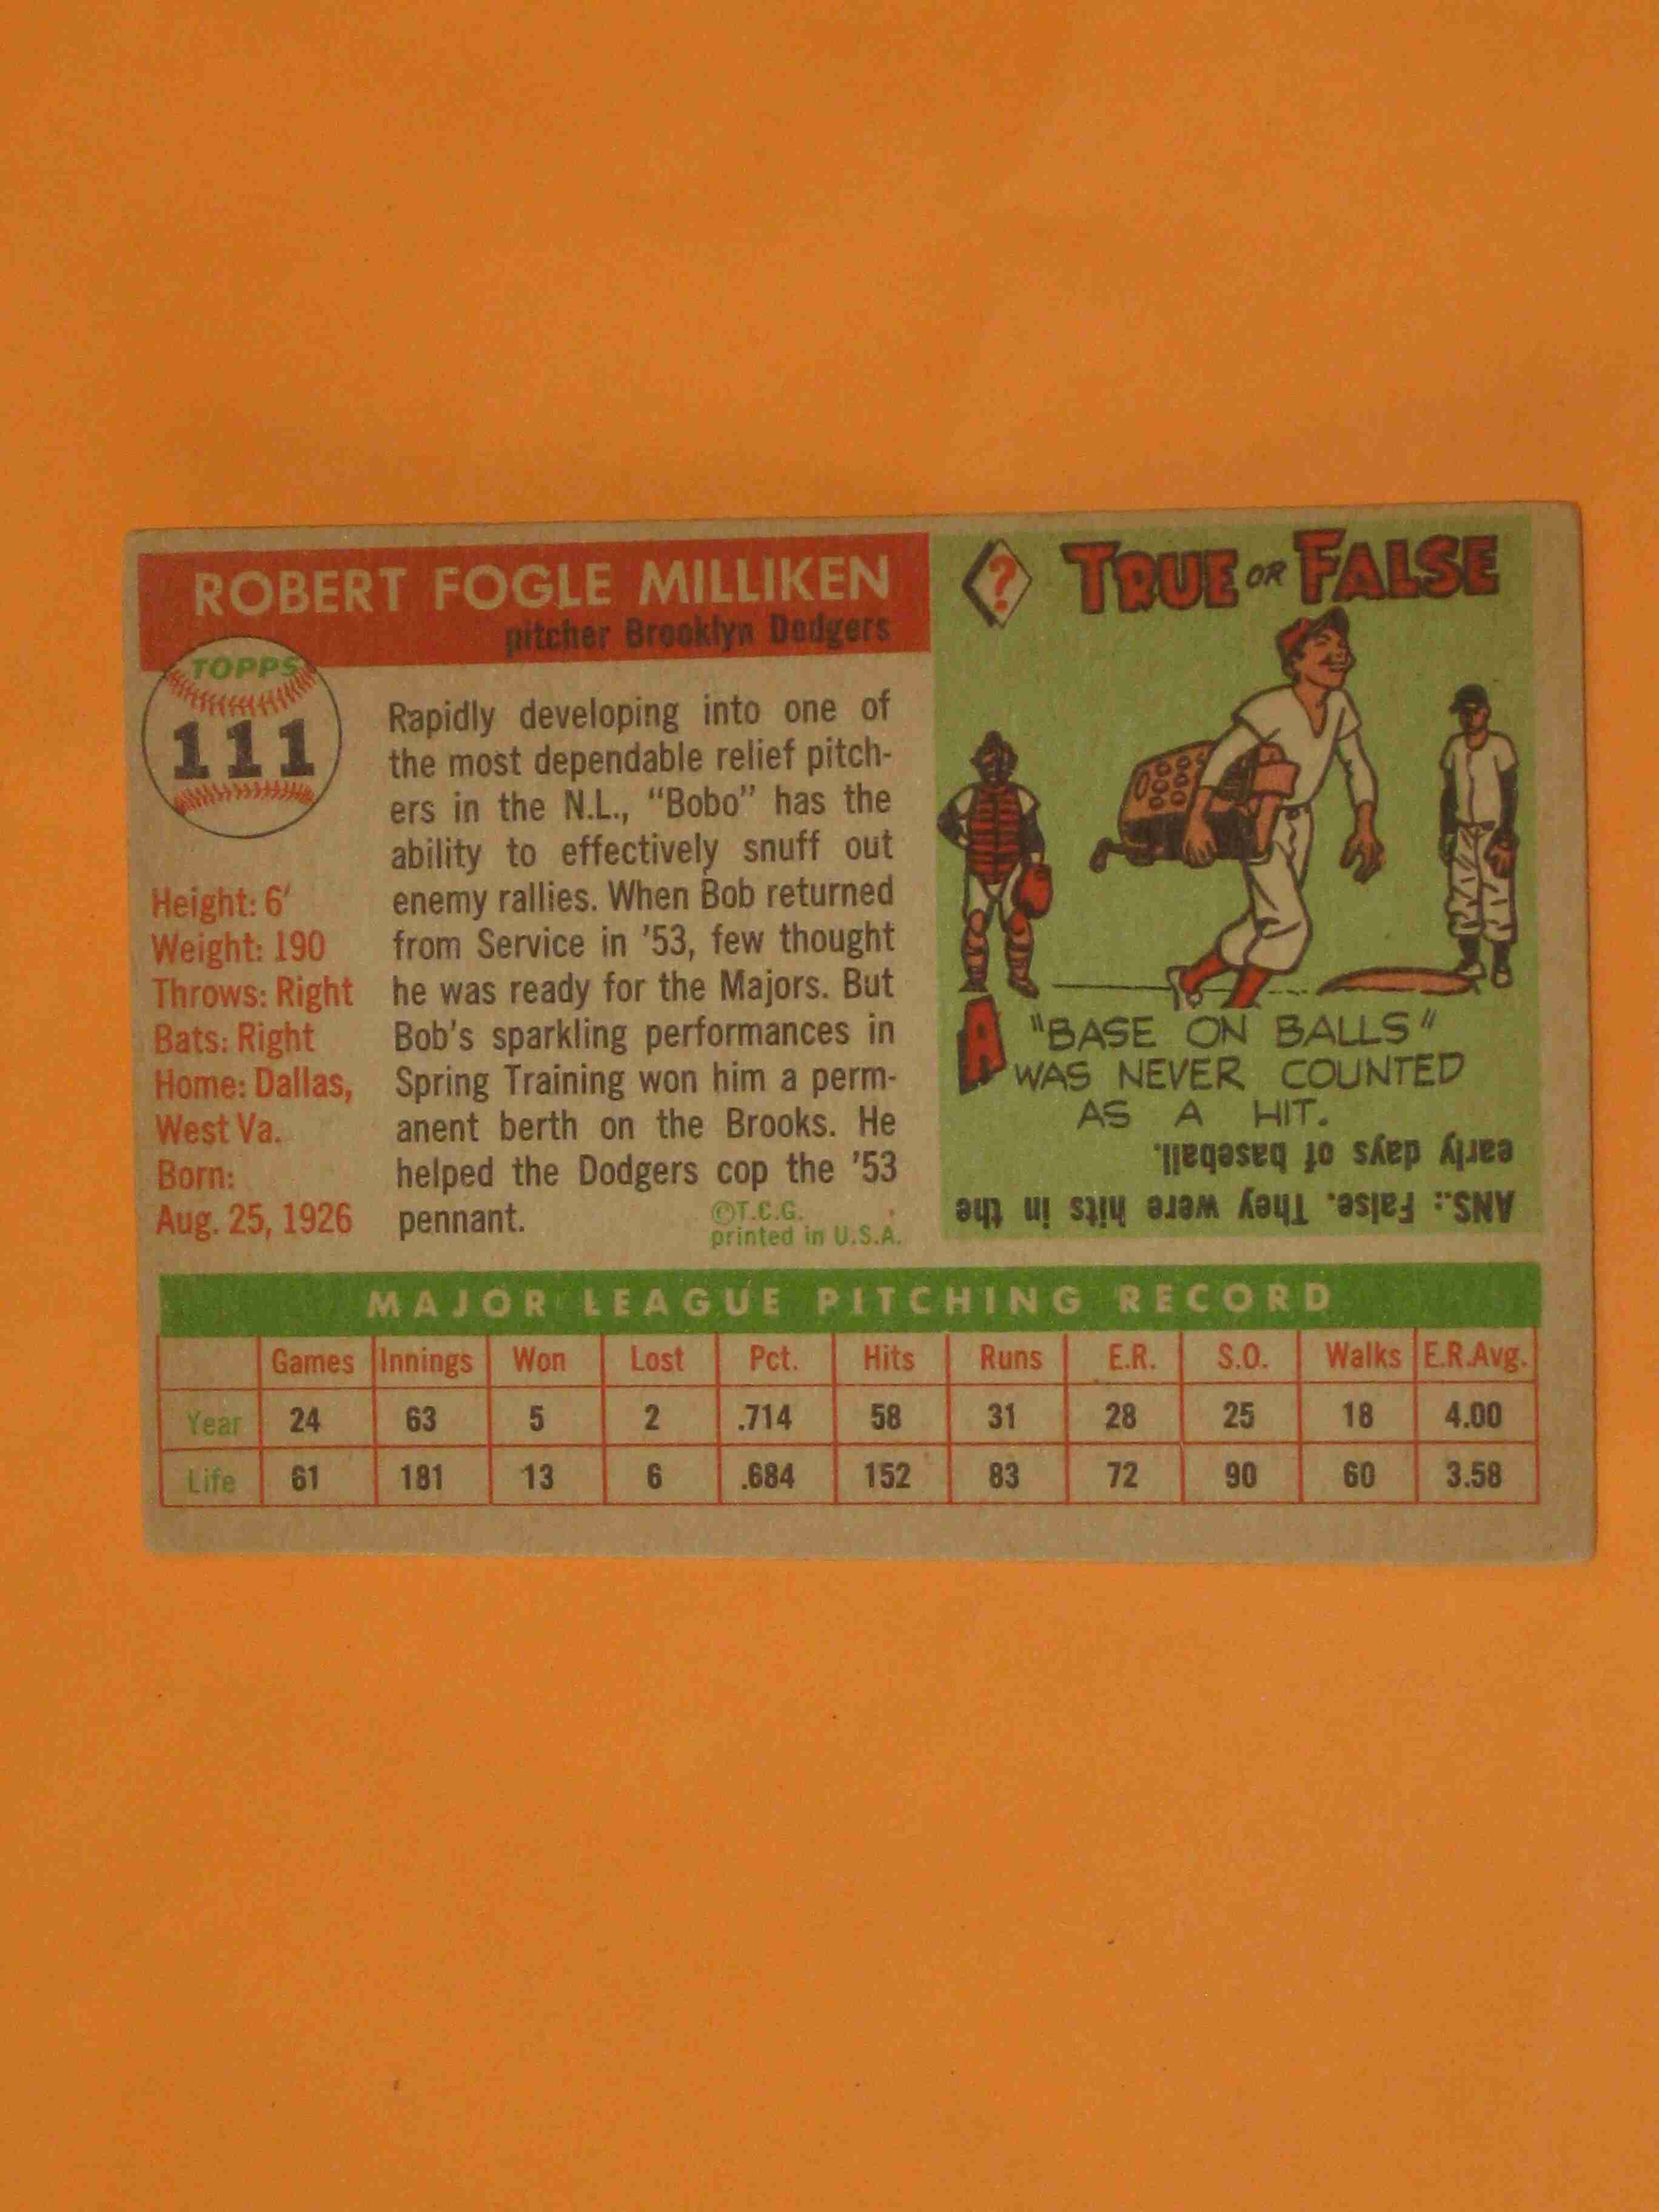 ROBERT FOGLE MILLIKEN
pitcher Brooklyn Dodgers
TOPPS
111
Height: 6'
Weight: 190
Throws: Right
Bats: Right
Home: Dallas,
West Va.
Born:
Aug. 25, 1926
Rapidly developing into one of
the most dependable relief pitch-
ers in the N.L., “Bobo” has the
ability to effectively snuff out
enemy rallies. When Bob returned
from Service in ’53, few thought
he was ready for the Majors. But
Bob's sparkling performances in
Spring Training won him a perm-
anent berth on the Brooks. He
helped the Dodgers cop the ’53
pennant.
©T.C.G.
printed in U.S.A.
? TRUE OR FALSE
A "BASE ON BALLS"
WAS NEVER COUNTED
AS A HIT.
ANS.: False. They were hits in the
early days of baseball.
MAJOR LEAGUE PITCHING RECORD
Games Innings Won Lost Pct. Hits Runs E.R. S.O. Walks E.R.Avg.
Year 24 63 5 2 .714 58 31 28 25 18 4.00
Life 61 181 13 6 .684 152 83 72 90 60 3.58